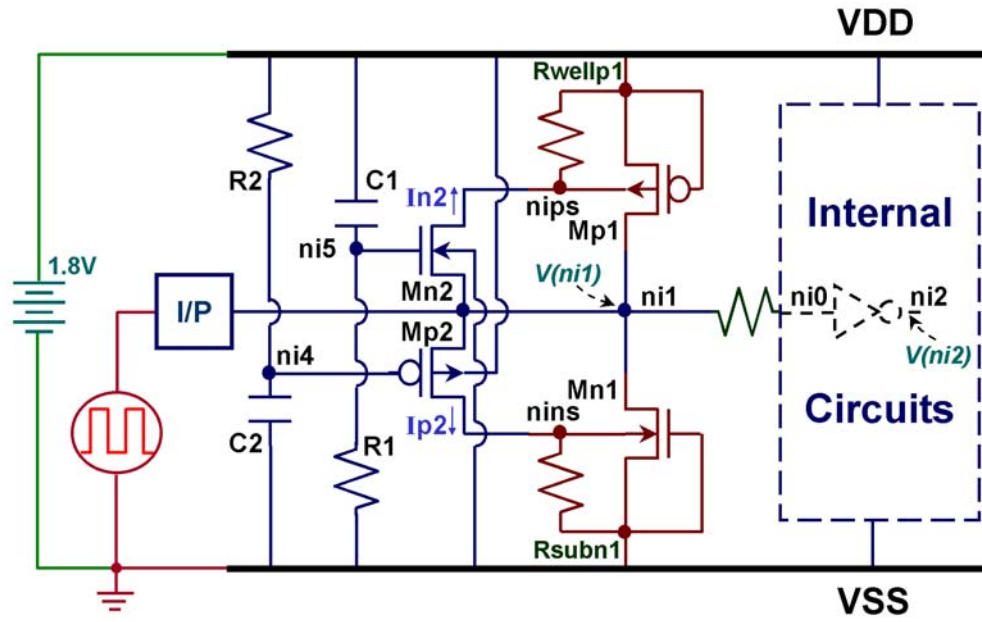 VDD
Rwellp1
R2
C1
In2
nips
Mp1
Internal
ni5
1.8V
Mn2
V(ni1)
ni1
ni0
ni2
I/P
Mp2
V(ni2)
ni4
Mn1
nins
Circuits
Ip2
C2
R1
Rsubn1
VSS